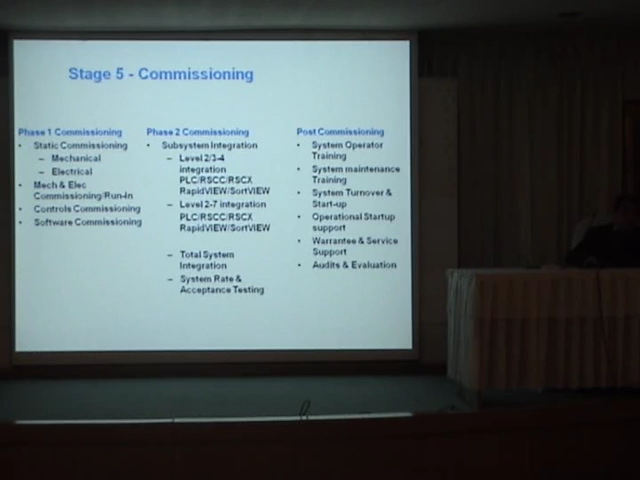 Stage 5 - Commissioning
Phase 1 Commissioning
• Static Commissioning
– Mechanical
– Electrical
• Mech & Elec
Commissioning/Run-In
• Controls Commissioning
• Software Commissioning
Phase 2 Commissioning
• Subsystem Integration
– Level 2/3-4
integration
PLC/RSCC/RSCX
RapidVIEW/SortVIEW
– Level 2-7 integration
PLC/RSCC/RSCX
RapidVIEW/SortVIEW
– Total System
Integration
– System Rate &
Acceptance Testing
Post Commissioning
• System Operator
Training
• System maintenance
Training
• System Turnover &
Start-up
• Operational Startup
support
• Warrantee & Service
Support
• Audits & Evaluation